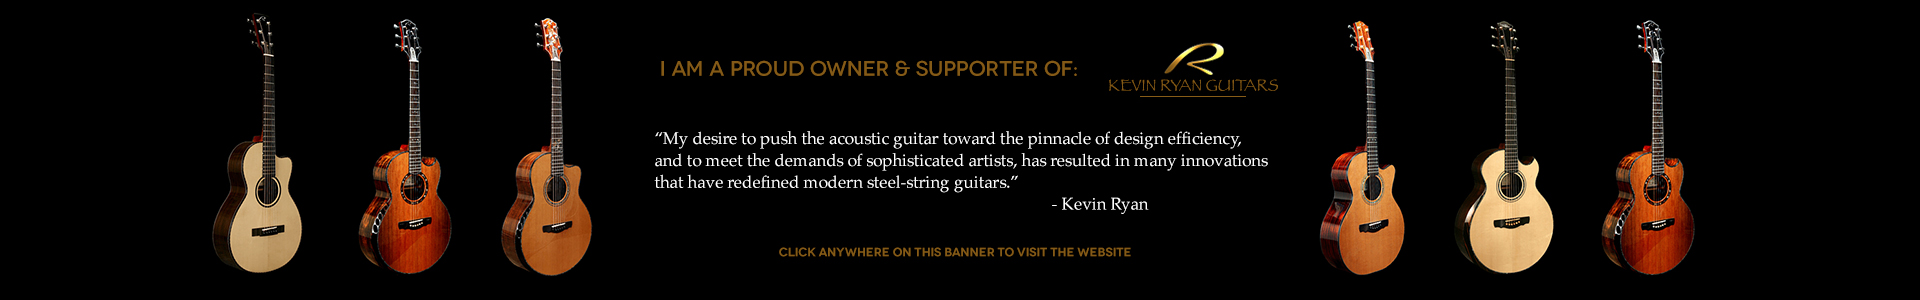 I AM A PROUD OWNER & SUPPORTER OF:
R
KEVIN RYAN GUITARS
“My desire to push the acoustic guitar toward the pinnacle of design efficiency,
and to meet the demands of sophisticated artists, has resulted in many innovations
that have redefined modern steel-string guitars.”
- Kevin Ryan
CLICK ANYWHERE ON THIS BANNER TO VISIT THE WEBSITE